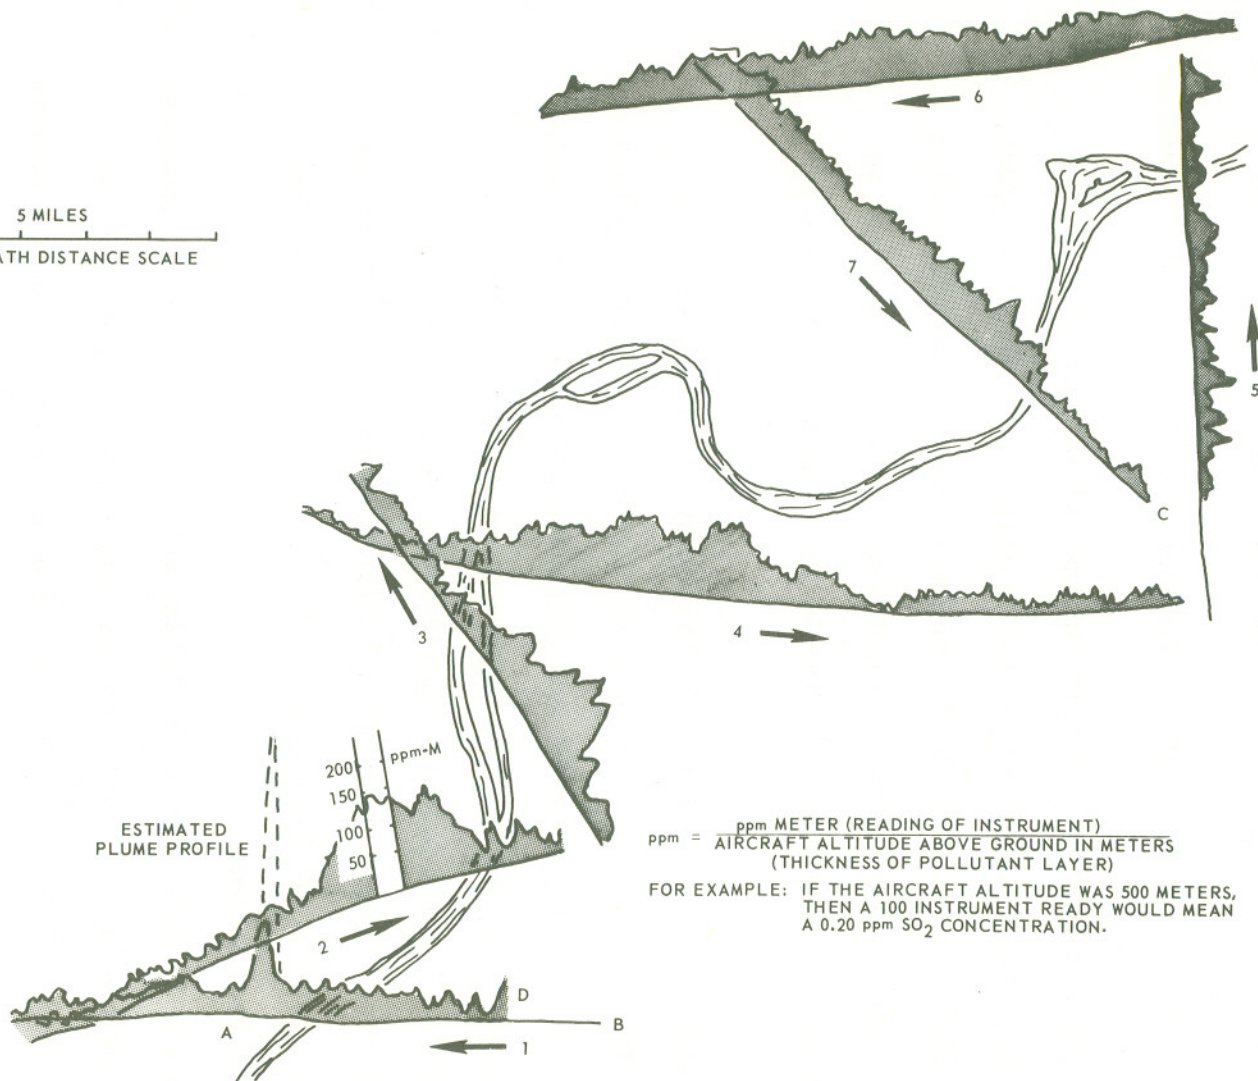 6
5 MILES
ATH DISTANCE SCALE
7
5
C
3
4
ppm-M
200
150
100
50
ESTIMATED
PLUME PROFILE
ppm = ppm METER (READING OF INSTRUMENT)
AIRCRAFT ALTITUDE ABOVE GROUND IN METERS
(THICKNESS OF POLLUTANT LAYER)
FOR EXAMPLE: IF THE AIRCRAFT ALTITUDE WAS 500 METERS,
THEN A 100 INSTRUMENT READY WOULD MEAN
A 0.20 ppm SO2 CONCENTRATION.
2
D
A
B
1